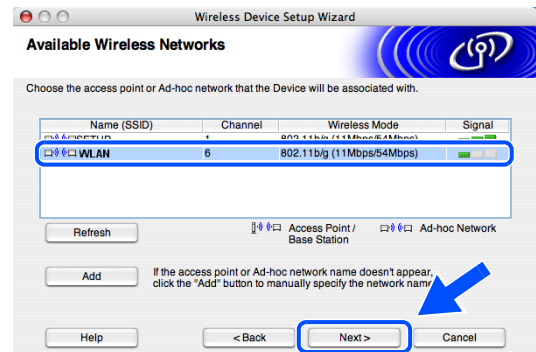 Wireless Device Setup Wizard
Available Wireless Networks
Choose the access point or Ad-hoc network that the Device will be associated with.
Name (SSID) Channel Wireless Mode Signal
SETUP 1 802.11b/g (11Mbps/54Mbps)
WLAN 6 802.11b/g (11Mbps/54Mbps)
Refresh Access Point / Ad-hoc Network
Base Station
Add If the access point or Ad-hoc network name doesn't appear,
click the "Add" button to manually specify the network name
Help < Back Next > Cancel